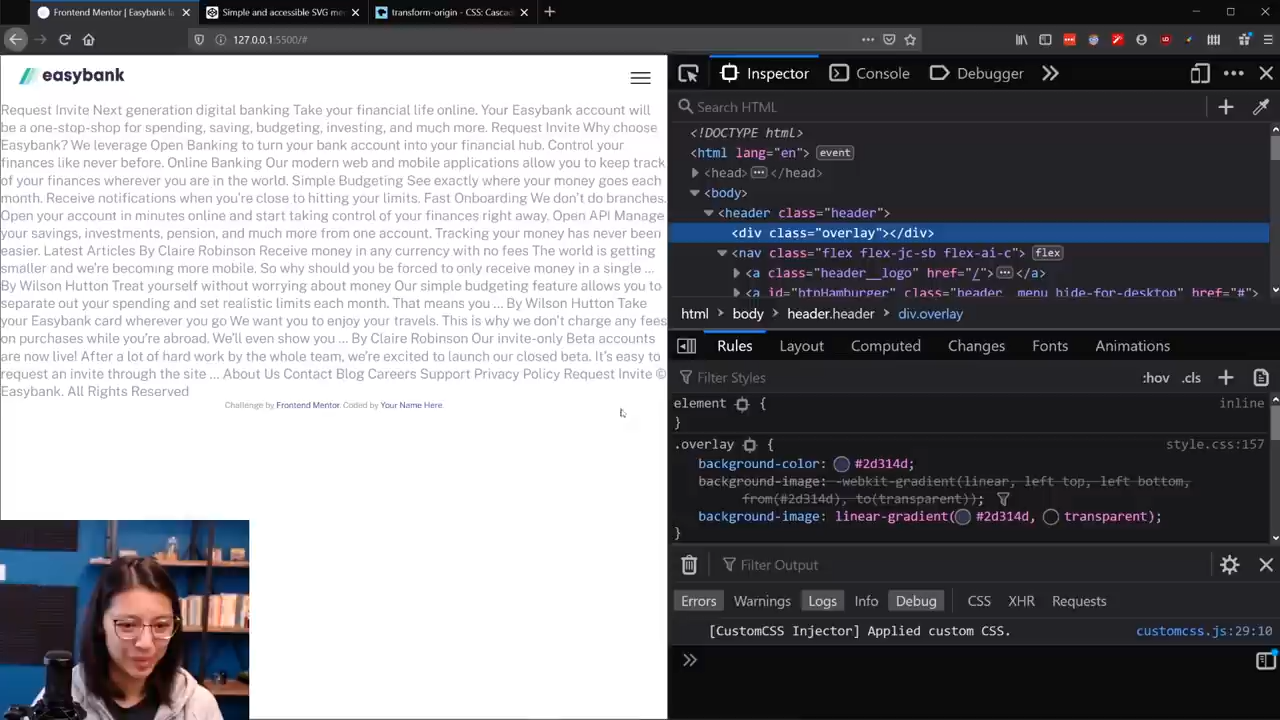 Frontend Mentor | Easybank la
Simple and accessible SVG me
transform-origin - CSS: Cascad
127.0.0.1:5500/#
easybank
Request Invite Next generation digital banking Take your financial life online. Your Easybank account will
be a one-stop-shop for spending, saving, budgeting, investing, and much more. Request Invite Why choose
Easybank? We leverage Open Banking to turn your bank account into your financial hub. Control your
finances like never before. Online Banking Our modern web and mobile applications allow you to keep track
of your finances wherever you are in the world. Simple Budgeting See exactly where your money goes each
month. Receive notifications when you're close to hitting your limits. Fast Onboarding We don't do branches.
Open your account in minutes online and start taking control of your finances right away. Open API Manage
your savings, investments, pension, and much more from one account. Tracking your money has never been
easier. Latest Articles By Claire Robinson Receive money in any currency with no fees The world is getting
smaller and we're becoming more mobile. So why should you be forced to only receive money in a single …
By Wilson Hutton Treat yourself without worrying about money Our simple budgeting feature allows you to
separate out your spending and set realistic limits each month. That means you … By Wilson Hutton Take
your Easybank card wherever you go We want you to enjoy your travels. This is why we don't charge any fees
on purchases while you're abroad. We'll even show you … By Claire Robinson Our invite-only Beta accounts
are now live! After a lot of hard work by the whole team, we're excited to launch our closed beta. It's easy to
request an invite through the site … About Us Contact Blog Careers Support Privacy Policy Request Invite ©
Easybank. All Rights Reserved
Challenge by Frontend Mentor. Coded by Your Name Here.
Inspector
Console
Debugger
Search HTML
<!DOCTYPE html>
<html lang="en"> event
<head> ••• </head>
<body>
<header class="header">
<div class="overlay"></div>
<nav class="flex flex-jc-sb flex-ai-c"> flex
<a class="header__logo" href="/"> ••• </a>
<a id="btnHamburger" class="header__menu hide-for-desktop" href="#">
html
body
header.header
div.overlay
Rules
Layout
Computed
Changes
Fonts
Animations
Filter Styles
:hov
.cls
element {
inline
}
.overlay {
style.css:157
background-color: #2d314d;
background-image: -webkit-gradient(linear, left top, left bottom,
from(#2d314d), to(transparent));
background-image: linear-gradient( #2d314d, transparent);
}
Filter Output
Errors
Warnings
Logs
Info
Debug
CSS
XHR
Requests
[CustomCSS Injector] Applied custom CSS.
customcss.js:29:10